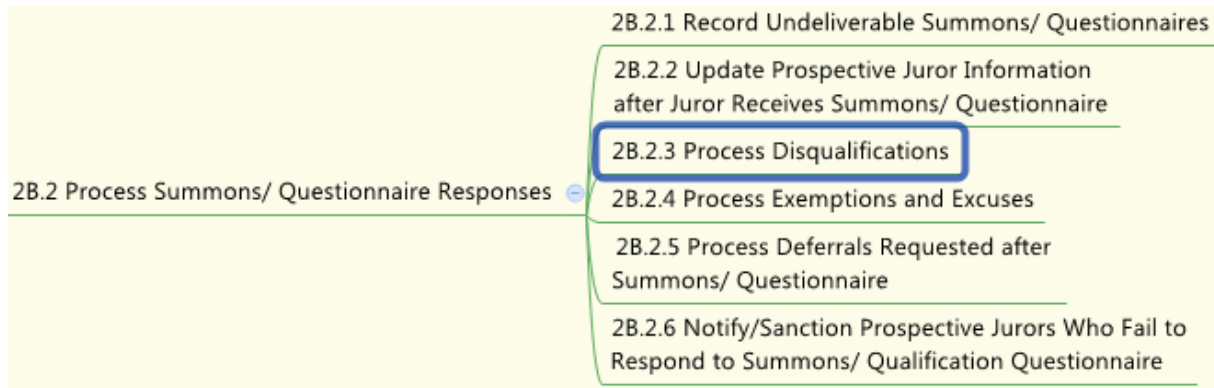 2B.2 Process Summons/ Questionnaire Responses
2B.2.1 Record Undeliverable Summons/ Questionnaires
2B.2.2 Update Prospective Juror Information
after Juror Receives Summons/ Questionnaire
2B.2.3 Process Disqualifications
2B.2.4 Process Exemptions and Excuses
2B.2.5 Process Deferrals Requested after
Summons/ Questionnaire
2B.2.6 Notify/Sanction Prospective Jurors Who Fail to
Respond to Summons/ Qualification Questionnaire